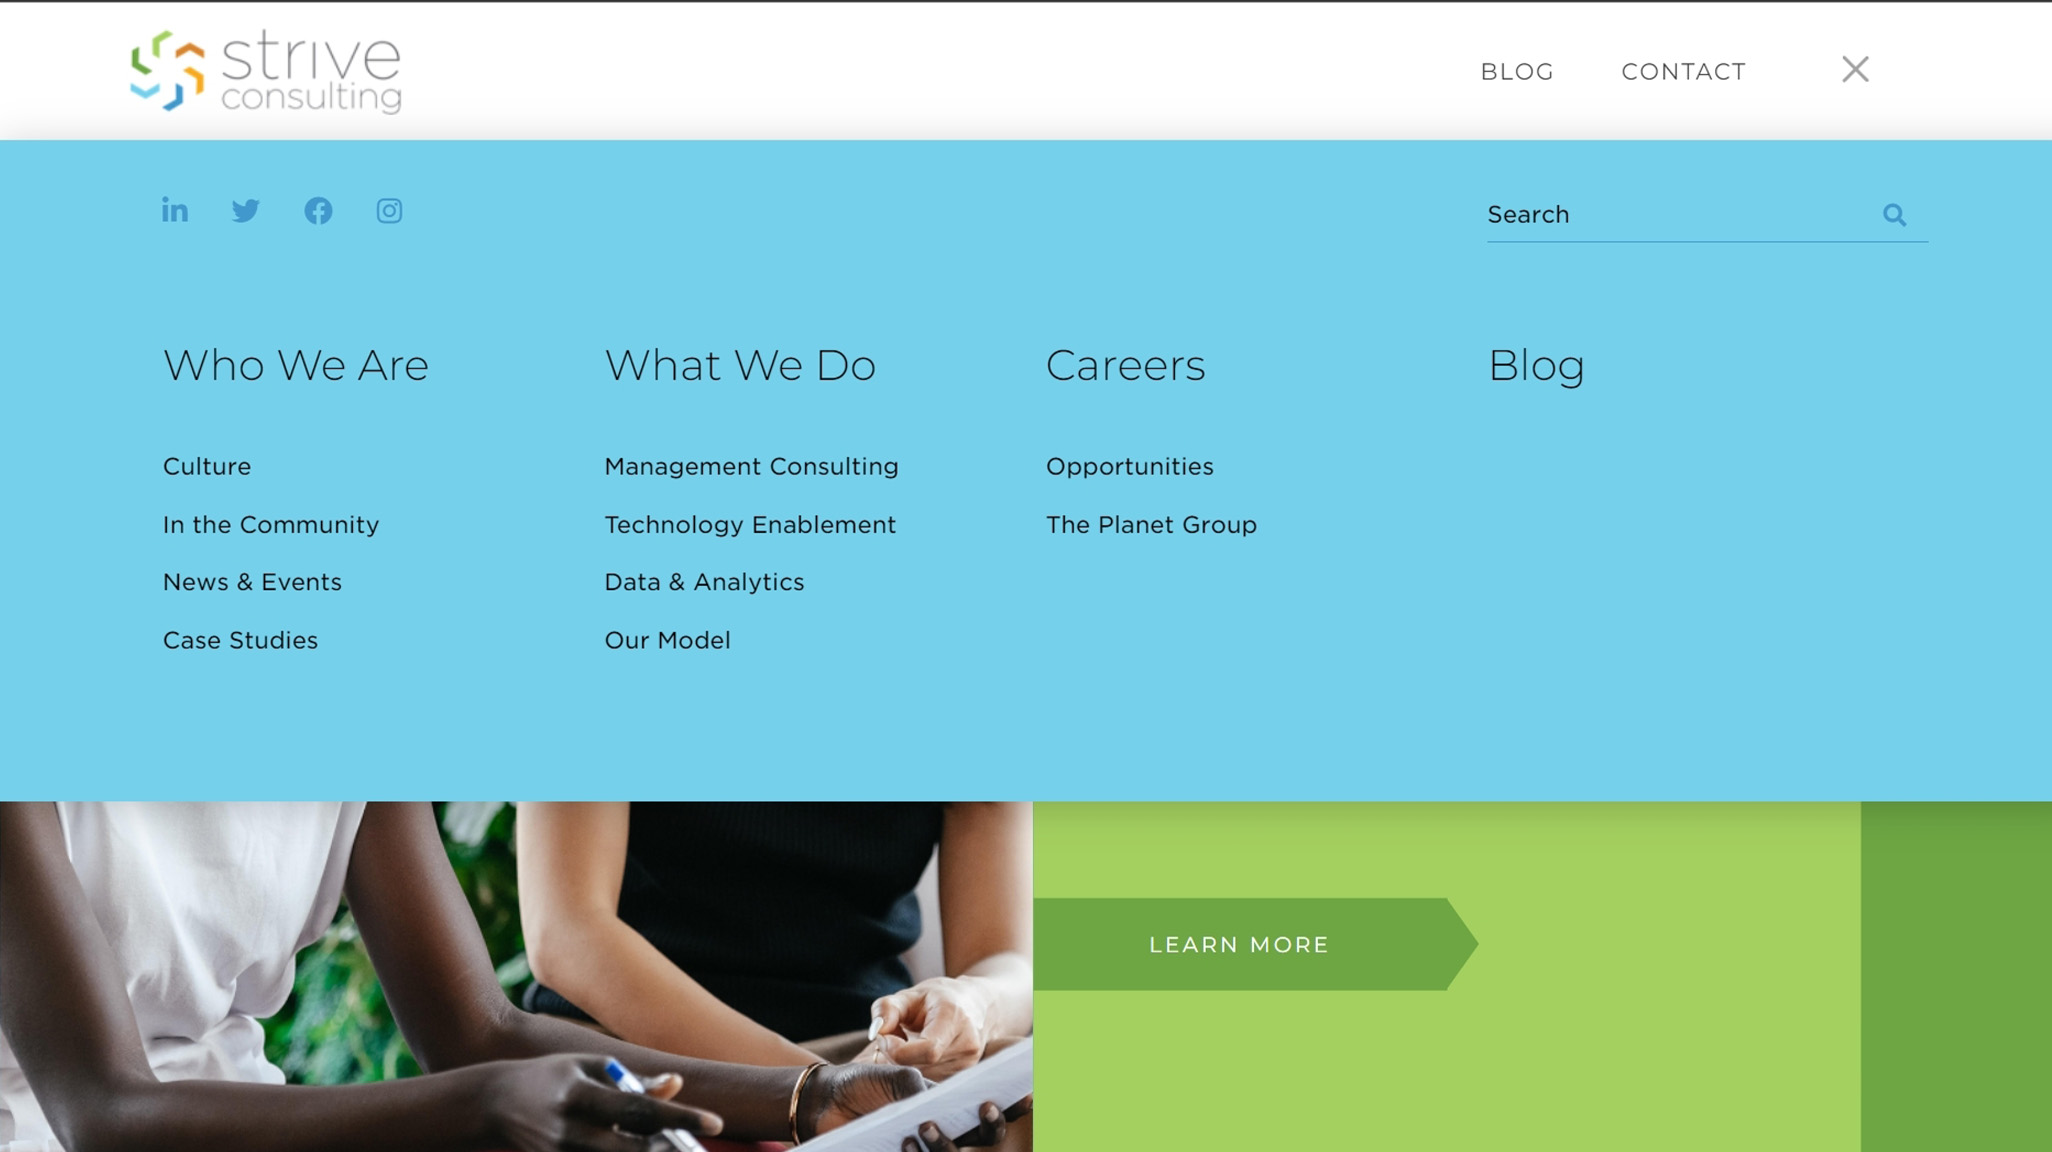 strive
consulting
BLOG
CONTACT
Search
Who We Are
Culture
In the Community
News & Events
Case Studies
What We Do
Management Consulting
Technology Enablement
Data & Analytics
Our Model
Careers
Opportunities
The Planet Group
Blog
LEARN MORE